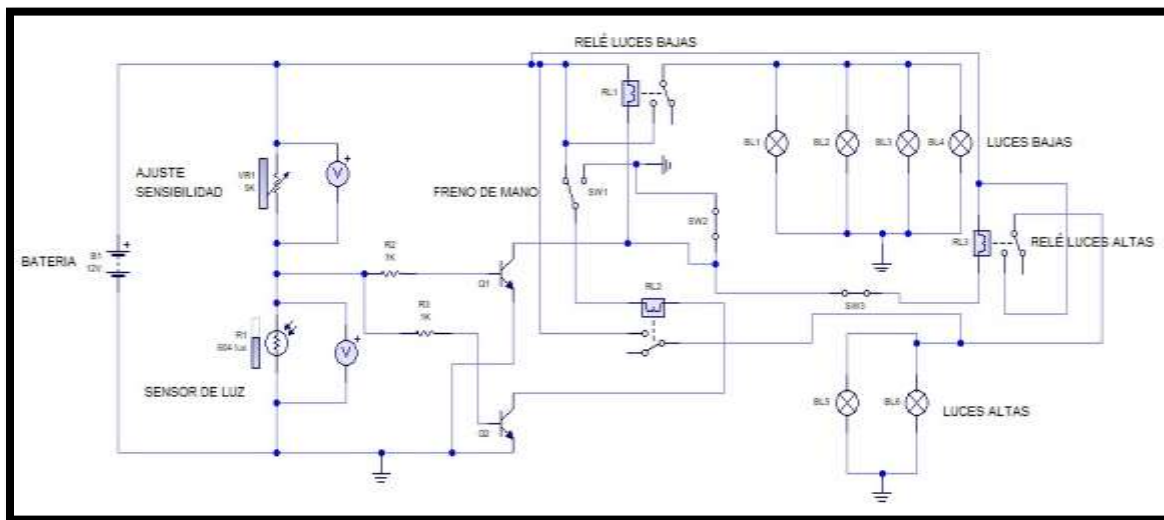 RELÉ LUCES BAJAS
RL1
BL1
BL2
BL3
BL4
LUCES BAJAS
AJUSTE
SENSIBILIDAD
VR1
5K
V
FRENO DE MANO
SW1
SW2
RL3
RELÉ LUCES ALTAS
BATERIA
B1
12V
R2
1K
Q1
RL2
SW3
R3
1K
R1
V
SENSOR DE LUZ
Q2
BL5
BL6
LUCES ALTAS